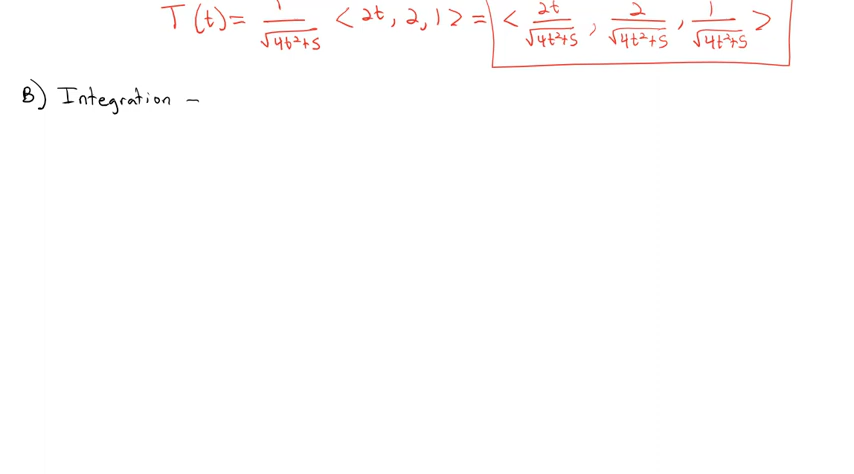 T(t) = 1/√4t²+5 < 2t, 2, 1 > = < 2t/√4t²+5 , 2/√4t²+5 , 1/√4t²+5 >
B) Integration –